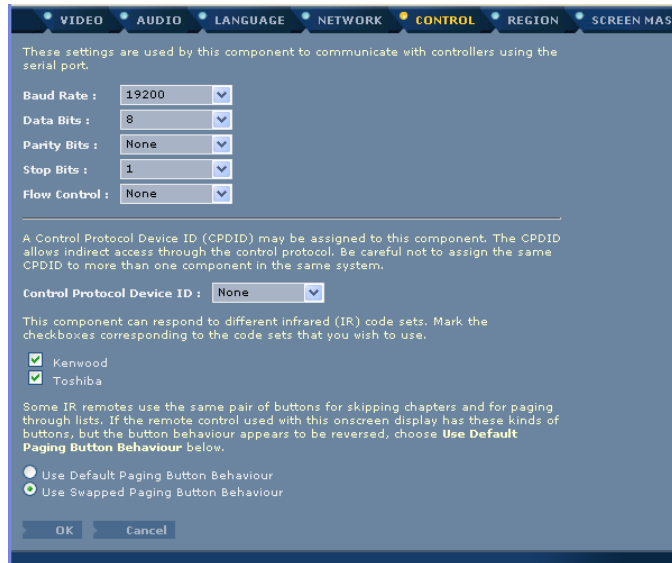 VIDEO AUDIO LANGUAGE NETWORK CONTROL REGION SCREEN MAS
These settings are used by this component to communicate with controllers using the
serial port.
Baud Rate : 19200
Data Bits : 8
Parity Bits : None
Stop Bits : 1
Flow Control : None
A Control Protocol Device ID (CPDID) may be assigned to this component. The CPDID
allows indirect access through the control protocol. Be careful not to assign the same
CPDID to more than one component in the same system.
Control Protocol Device ID : None
This component can respond to different infrared (IR) code sets. Mark the
checkboxes corresponding to the code sets that you wish to use.
Kenwood
Toshiba
Some IR remotes use the same pair of buttons for skipping chapters and for paging
through lists. If the remote control used with this onscreen display has these kinds of
buttons, but the button behaviour appears to be reversed, choose Use Default
Paging Button Behaviour below.
Use Default Paging Button Behaviour
Use Swapped Paging Button Behaviour
OK Cancel